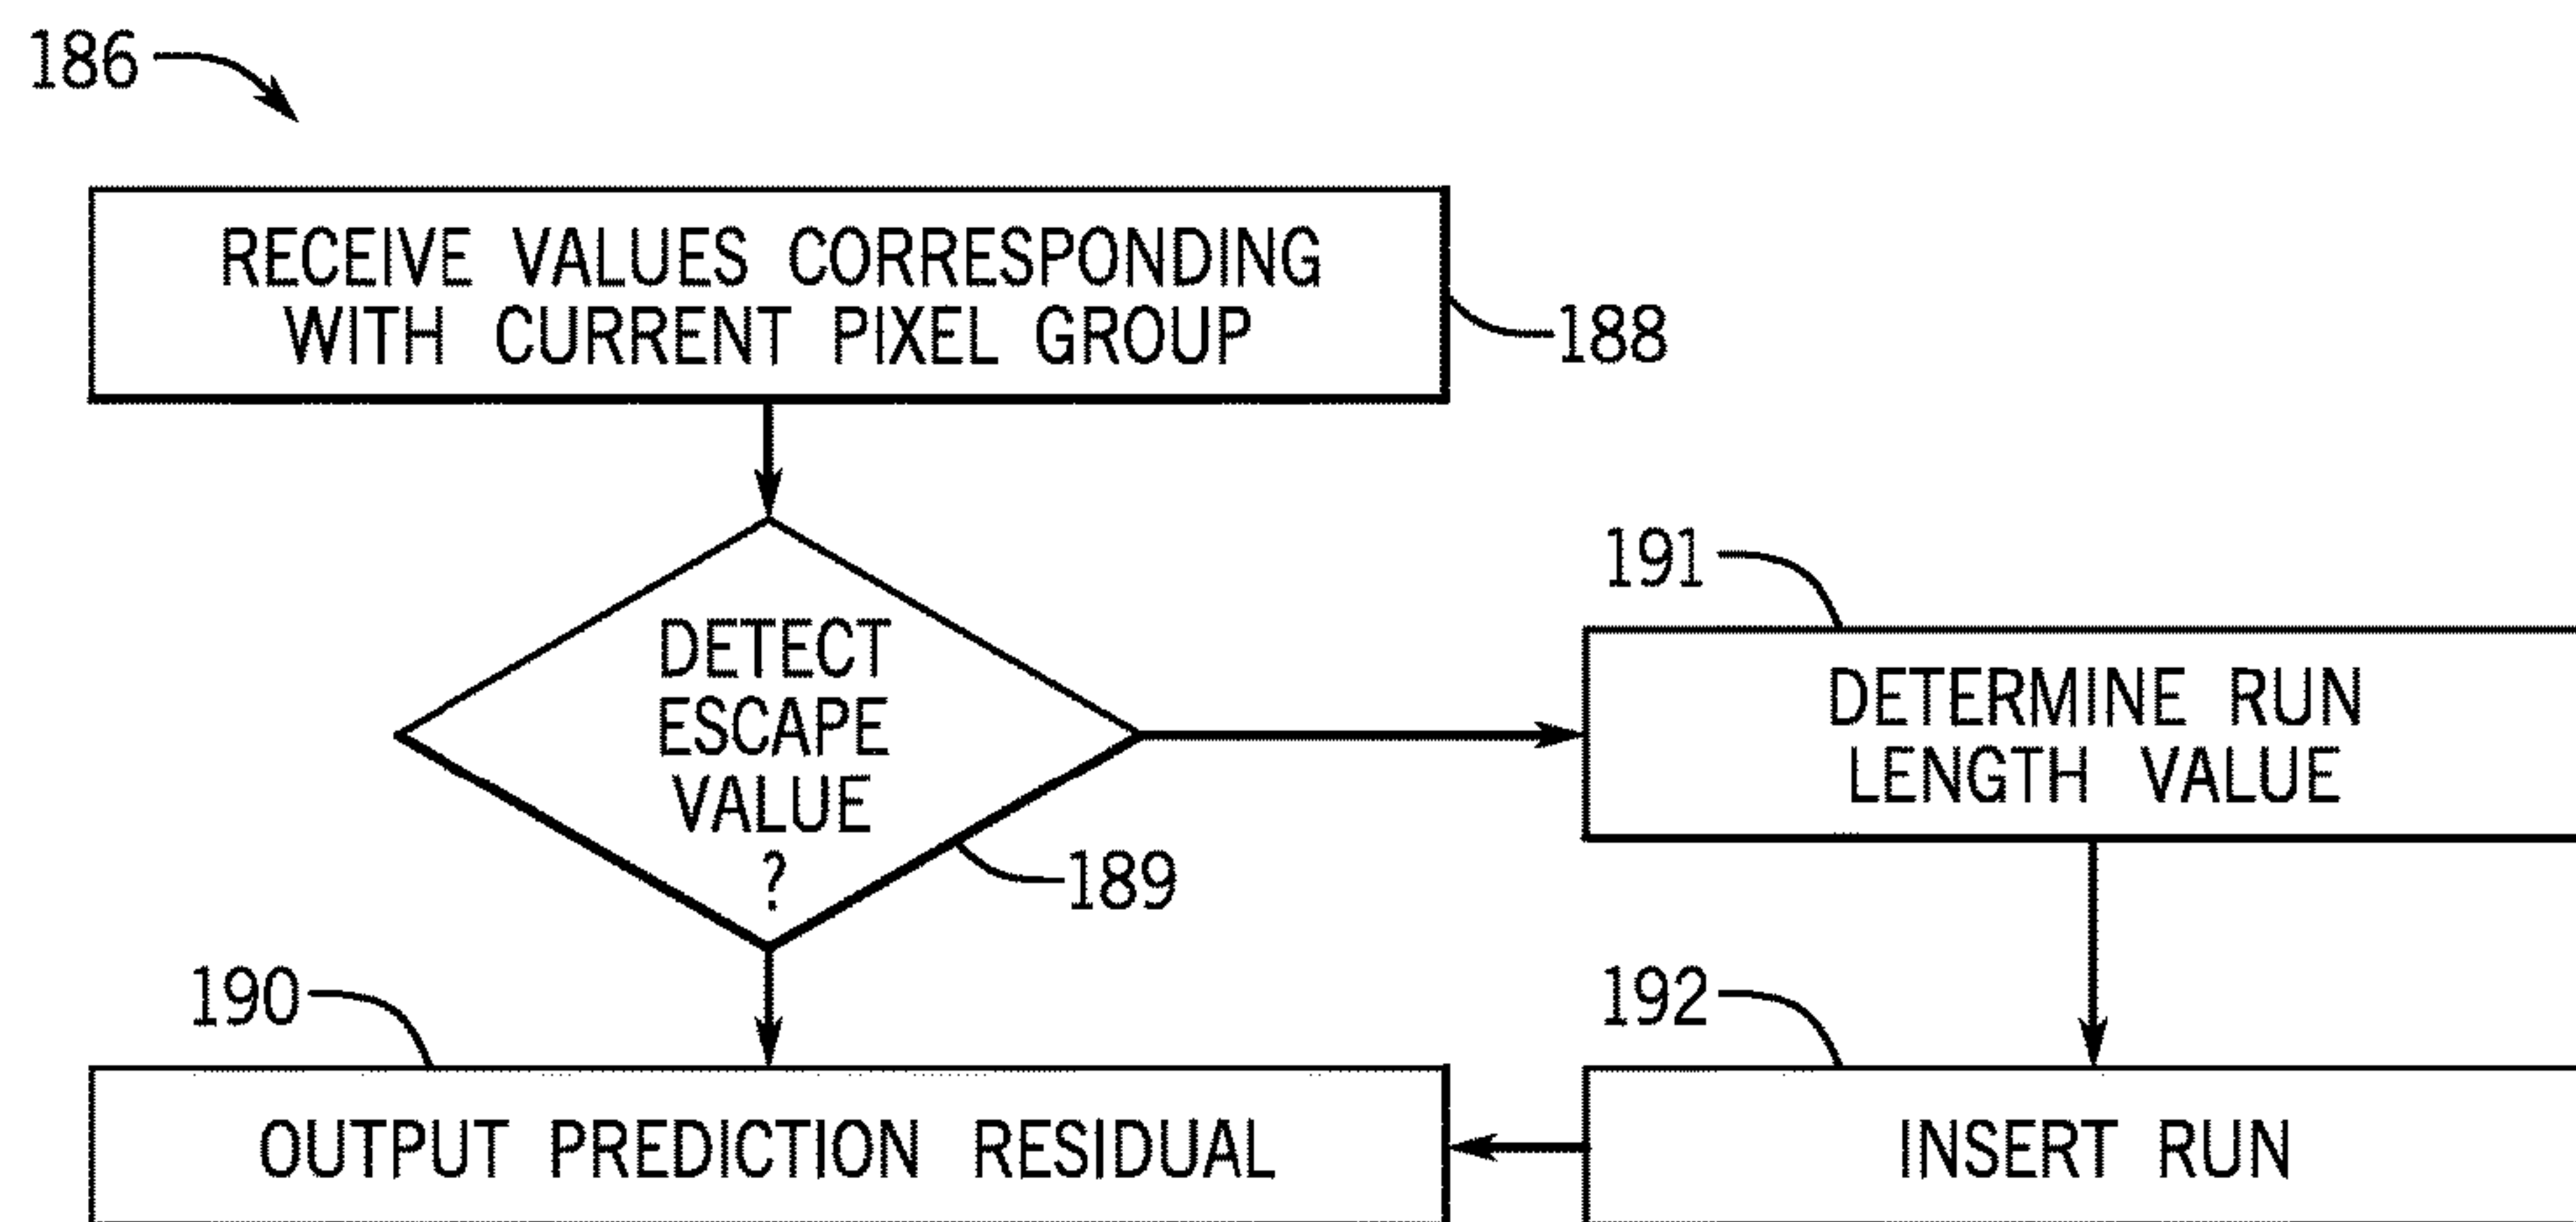 186
RECEIVE VALUES CORRESPONDING
WITH CURRENT PIXEL GROUP
188
DETECT
ESCAPE
VALUE
?
189
191
DETERMINE RUN
LENGTH VALUE
190
OUTPUT PREDICTION RESIDUAL
192
INSERT RUN